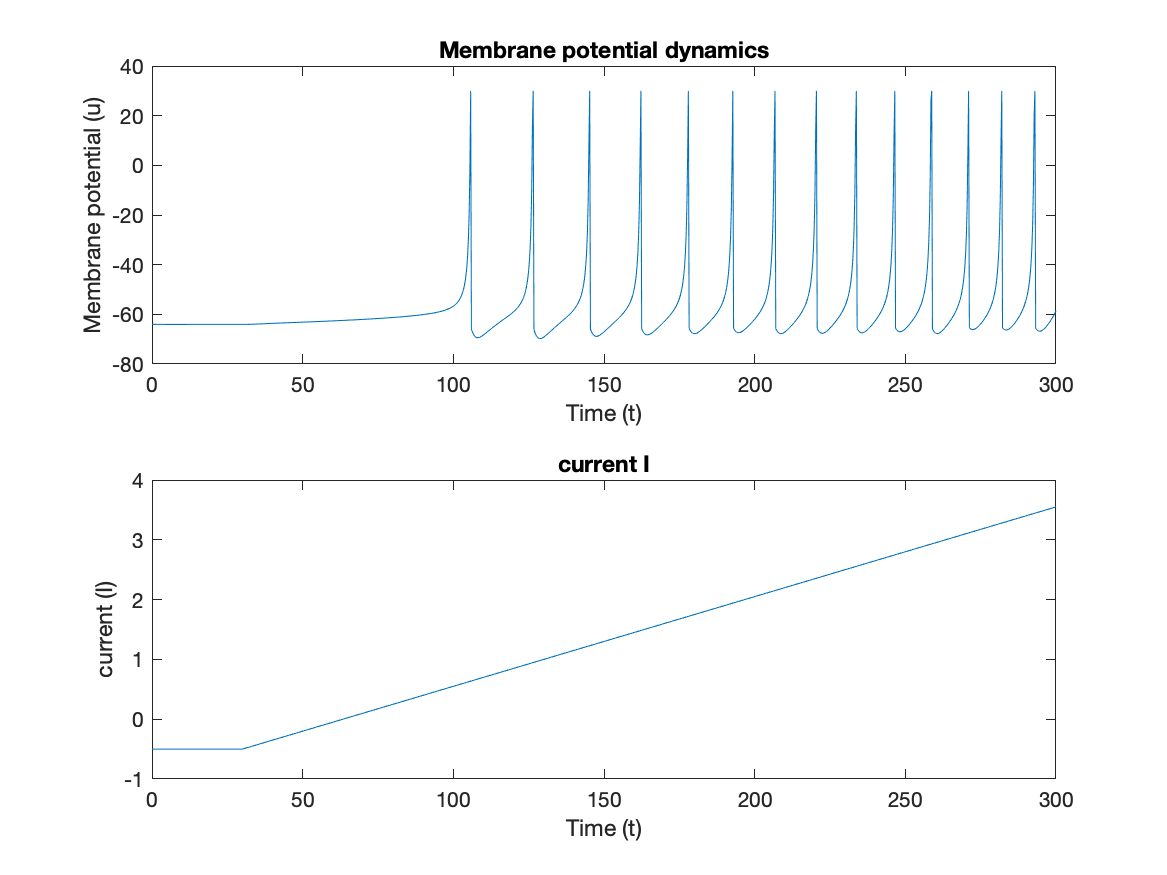 Membrane potential dynamics
40
20
0
-20
-40
-60
-80
Membrane potential (u)
0 50 100 150 200 250 300
Time (t)
current I
4
3
2
1
0
-1
current (I)
0 50 100 150 200 250 300
Time (t)